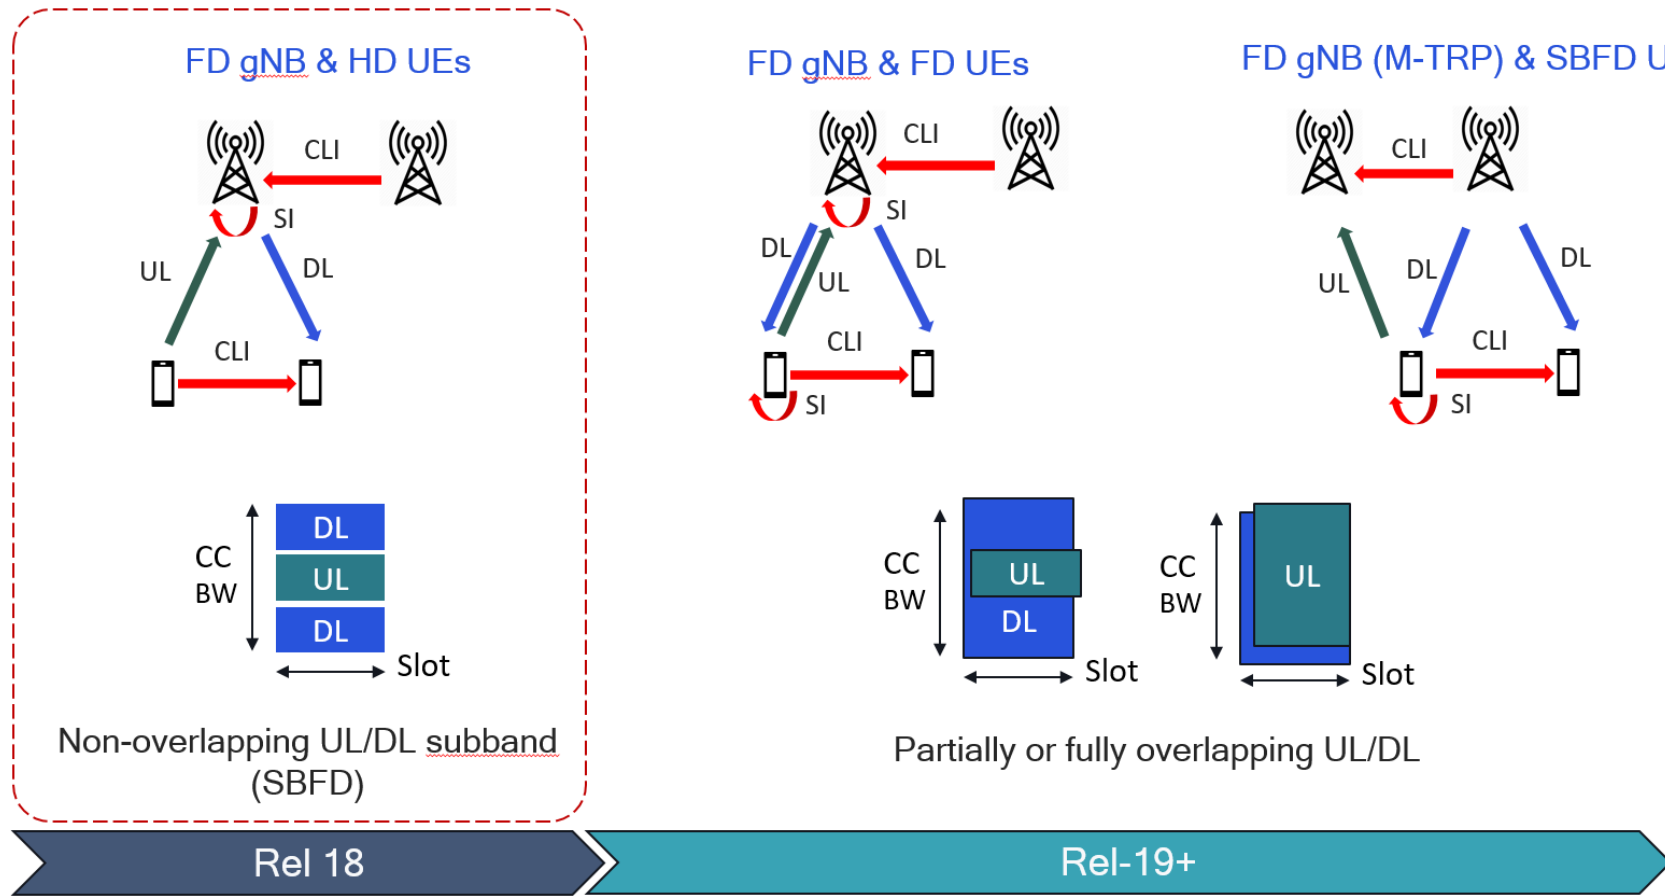 FD gNB & HD UEs
CLI
SI
UL
DL
CLI
CC
BW
DL
UL
DL
Slot
Non-overlapping UL/DL subband
(SBFD)
Rel 18
FD gNB & FD UEs
CLI
SI
DL
UL
DL
CLI
SI
CC
BW
UL
DL
Slot
FD gNB (M-TRP) & SBFD U
CLI
UL
DL
DL
CLI
SI
CC
BW
UL
Slot
Partially or fully overlapping UL/DL
Rel-19+